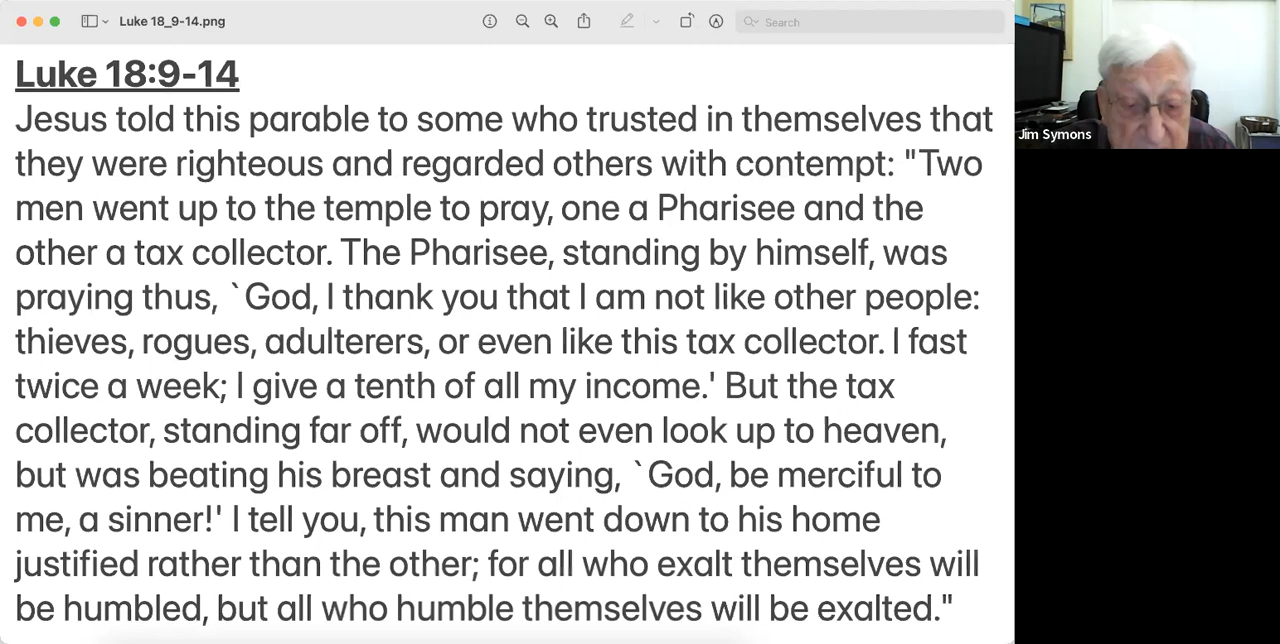 Luke 18_9-14.png
Search
Luke 18:9-14
Jesus told this parable to some who trusted in themselves that
they were righteous and regarded others with contempt: "Two
men went up to the temple to pray, one a Pharisee and the
other a tax collector. The Pharisee, standing by himself, was
praying thus, `God, I thank you that I am not like other people:
thieves, rogues, adulterers, or even like this tax collector. I fast
twice a week; I give a tenth of all my income.' But the tax
collector, standing far off, would not even look up to heaven,
but was beating his breast and saying, `God, be merciful to
me, a sinner!' I tell you, this man went down to his home
justified rather than the other; for all who exalt themselves will
be humbled, but all who humble themselves will be exalted."
Jim Symons